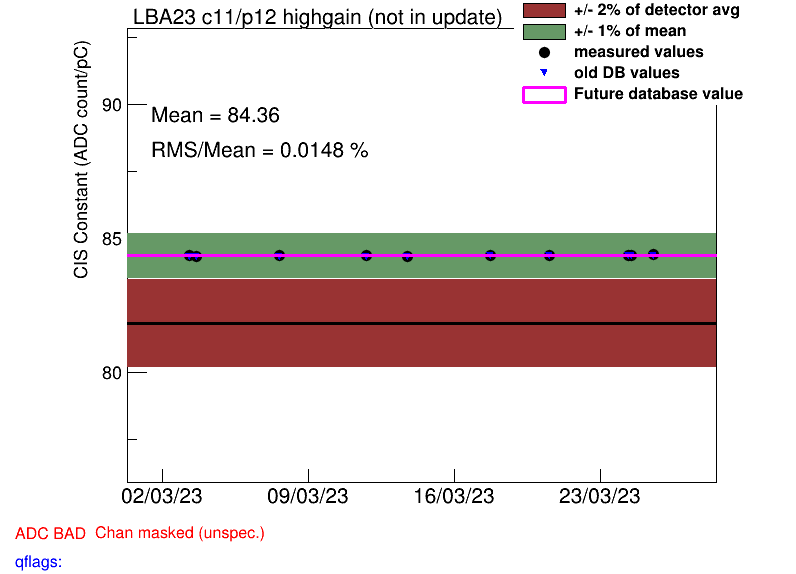 LBA23 c11/p12 highgain (not in update)
+/- 2% of detector avg
+/- 1% of mean
measured values
old DB values
Future database value
CIS Constant (ADC count/pC)
Mean = 84.36
RMS/Mean = 0.0148 %
90
85
80
02/03/23 09/03/23 16/03/23 23/03/23
ADC BAD Chan masked (unspec.)
qflags: